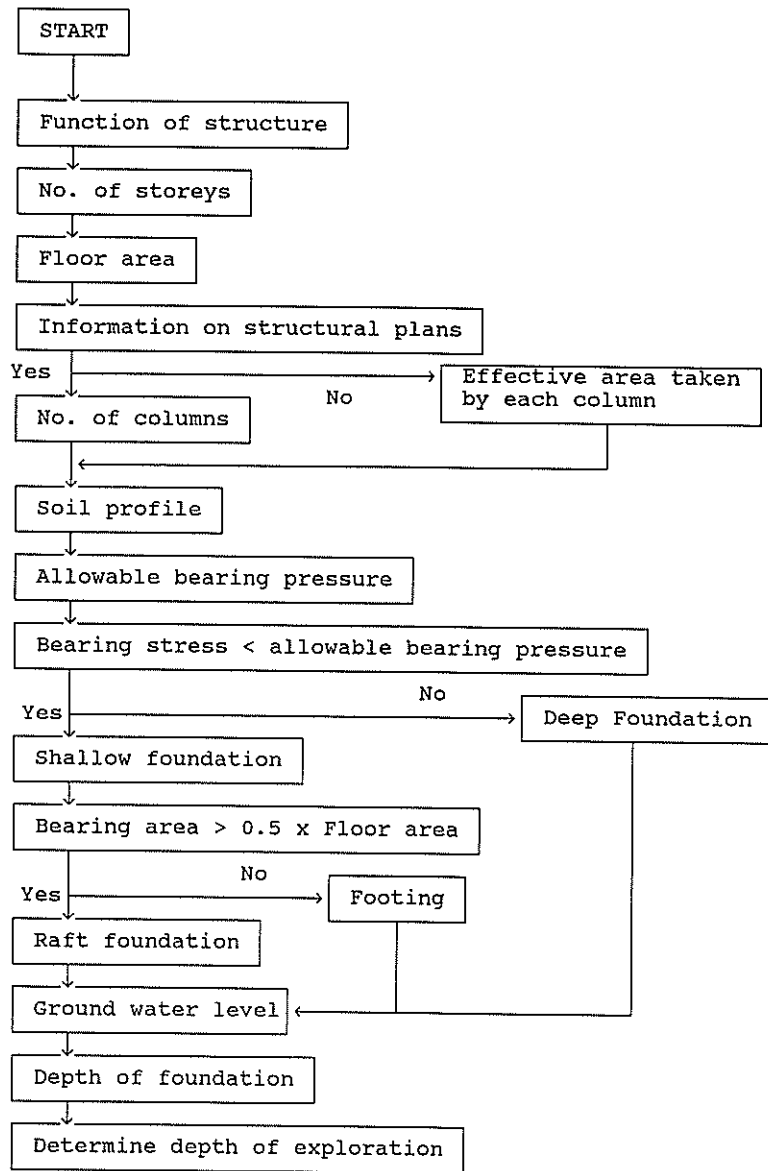 START
Function of structure
No. of storeys
Floor area
Information on structural plans
Yes
No
Effective area taken
by each column
No. of columns
Soil profile
Allowable bearing pressure
Bearing stress < allowable bearing pressure
No
Yes
Deep Foundation
Shallow foundation
Bearing area > 0.5 x Floor area
No
Yes
Footing
Raft foundation
Ground water level
Depth of foundation
Determine depth of exploration